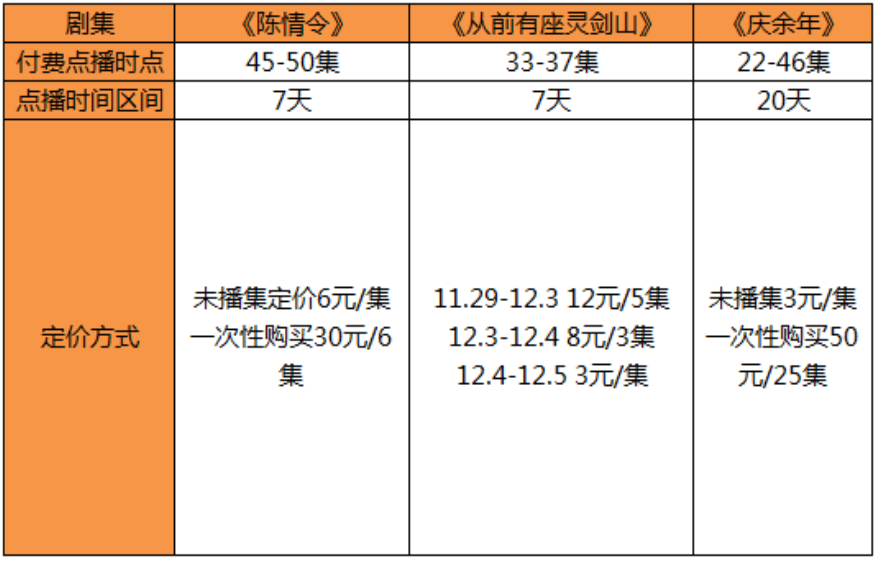 剧集 《陈情令》 《从前有座灵剑山》 《庆余年》
付费点播时点 45-50集 33-37集 22-46集
点播时间区间 7天 7天 20天
定价方式
未播集定价6元/集
一次性购买30元/6
集
11.29-12.3 12元/5集
12.3-12.4 8元/3集
12.4-12.5 3元/集
未播集3元/集
一次性购买50
元/25集